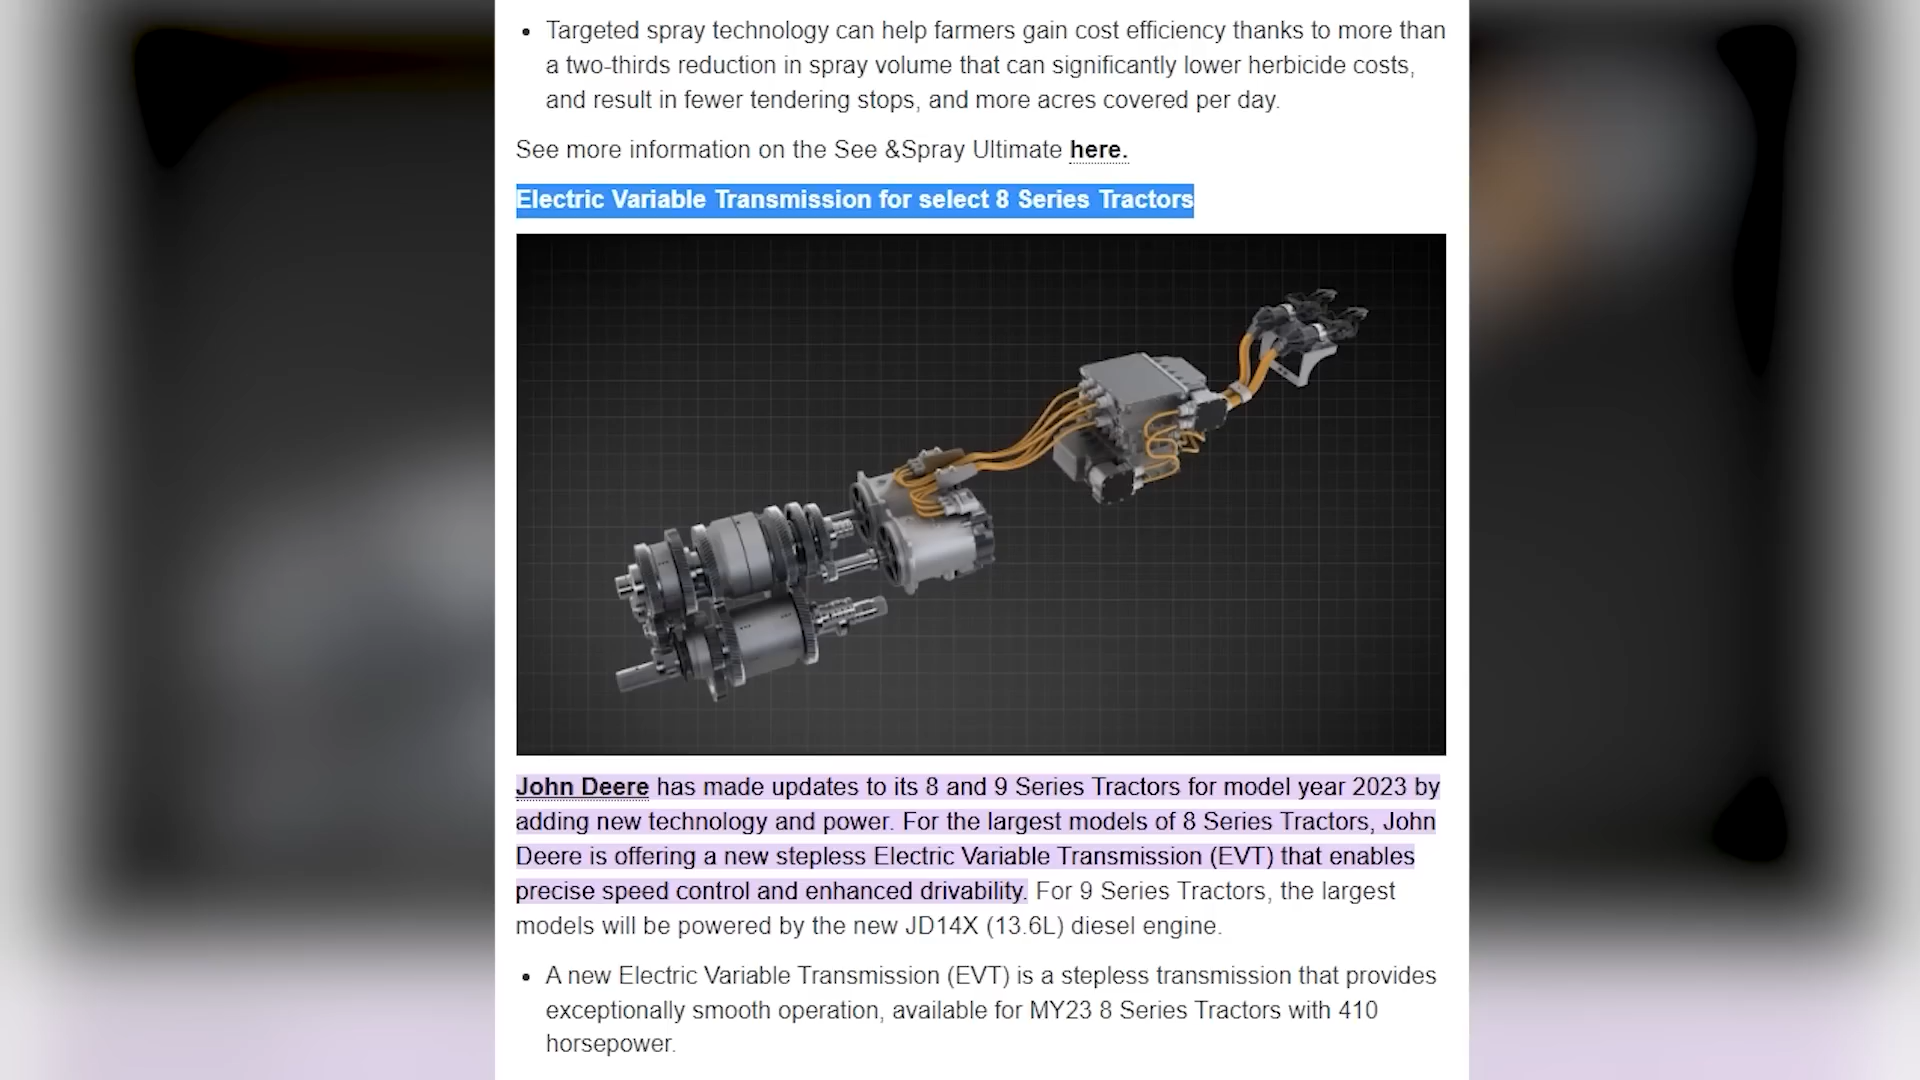 • Targeted spray technology can help farmers gain cost efficiency thanks to more than
a two-thirds reduction in spray volume that can significantly lower herbicide costs,
and result in fewer tendering stops, and more acres covered per day.
See more information on the See &Spray Ultimate here.
Electric Variable Transmission for select 8 Series Tractors
John Deere has made updates to its 8 and 9 Series Tractors for model year 2023 by
adding new technology and power. For the largest models of 8 Series Tractors, John
Deere is offering a new stepless Electric Variable Transmission (EVT) that enables
precise speed control and enhanced drivability. For 9 Series Tractors, the largest
models will be powered by the new JD14X (13.6L) diesel engine.
• A new Electric Variable Transmission (EVT) is a stepless transmission that provides
exceptionally smooth operation, available for MY23 8 Series Tractors with 410
horsepower.